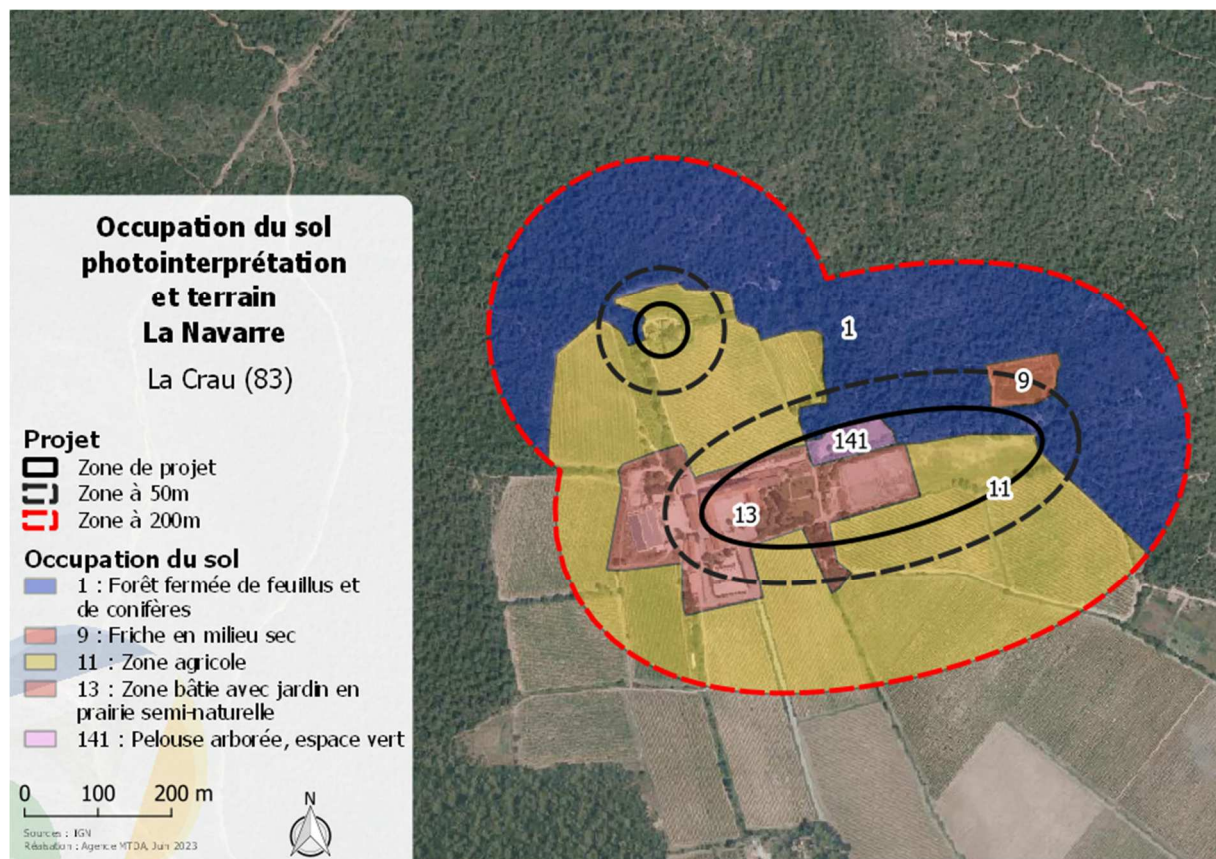 Occupation du sol
photointerprétation
et terrain
La Navarre
La Crau (83)
Projet
Zone de projet
Zone à 50m
Zone à 200m
Occupation du sol
1 : Forêt fermée de feuillus et
de conifères
9 : Friche en milieu sec
11 : Zone agricole
13 : Zone bâtie avec jardin en
prairie semi-naturelle
141 : Pelouse arborée, espace vert
0 100 200 m
N
Sources : IGN
Réalisation : Agence MTDA, Juin 2023
1
9
141
11
13